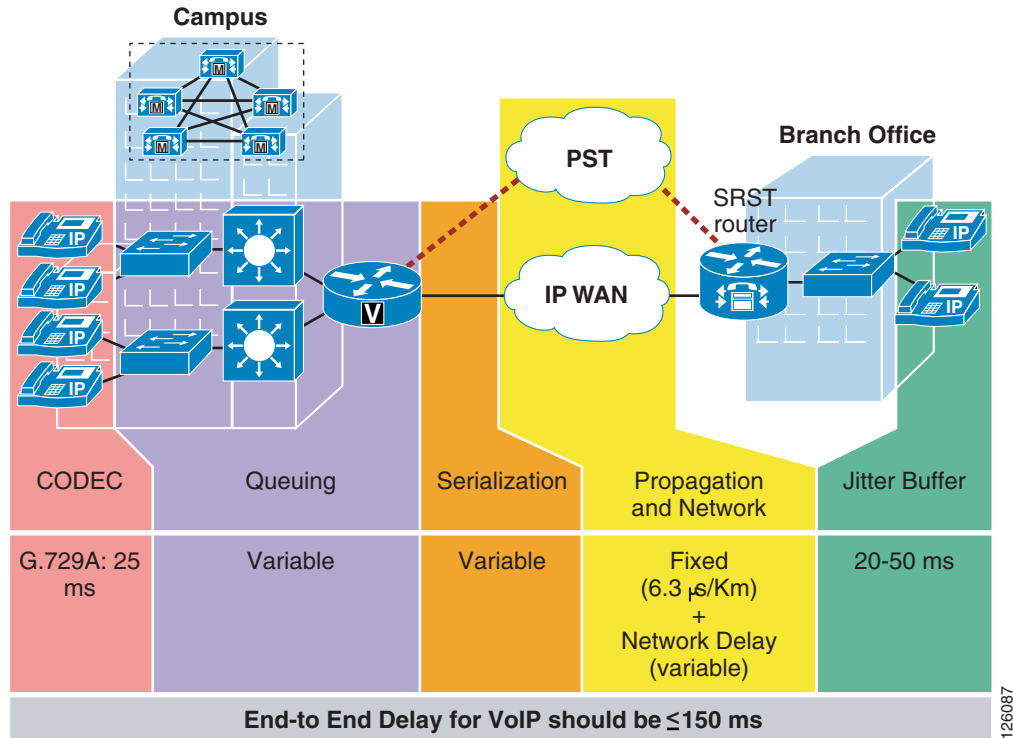 Campus
M
M
M
M
M
PST
Branch Office
SRST
router
IP
IP
IP
IP
V
IP WAN
IP
IP
CODEC
Queuing
Serialization
Propagation
and Network
Jitter Buffer
G.729A: 25
ms
Variable
Variable
Fixed
(6.3 μs/Km)
+
Network Delay
(variable)
20-50 ms
End-to End Delay for VoIP should be ≤150 ms
126087